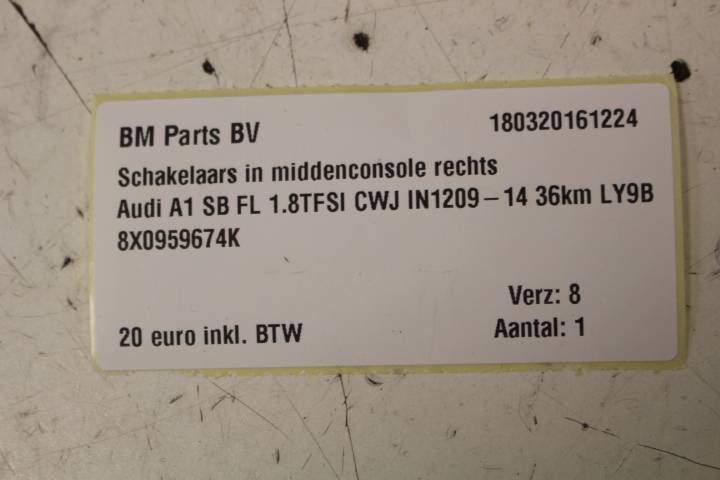 BM Parts BV 180320161224
Schakelaars in middenconsole rechts
Audi A1 SB FL 1.8TFSI CWJ IN1209-14 36km LY9B
8X0959674K
Verz: 8
20 euro inkl. BTW Aantal: 1